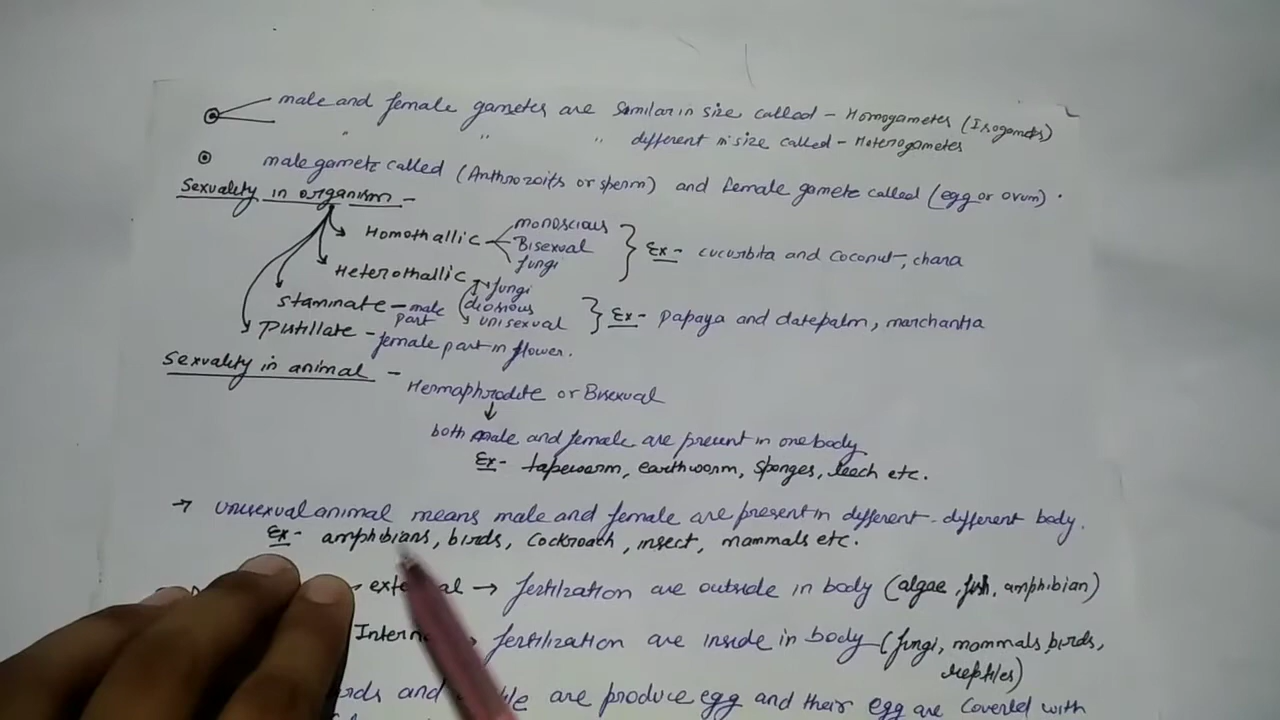 male and female gametes are Similar in size called - Homogametes (Isogamets)
" " " different in size called - Heterogametes
male gamete called (Anthrozoits or sperm) and female gamete called (egg or ovum).
Sexuality in organism -
Homothallic
monoscious
Bisexual
fungi
Ex - cucurbita and coconut, chara
Heterothallic
fungi
diosious
unisexual
Ex - papaya and datepalm, marchantia
Staminate - male part
Pistillate - female part in flower.
Sexuality in animal - Hermaphrodite or Bisexual
both male and female are present in one body
Ex - tapeworm, earthworm, sponges, leech etc.
→ unisexual animal means male and female are present in different-different body.
Ex - amphibians, birds, cockroach, insect, mammals etc.
external → fertilization are outside in body (algae, fish, amphibian)
fertilization are inside in body (fungi, mammals, birds, reptiles)
and are produce egg and their egg are covered with